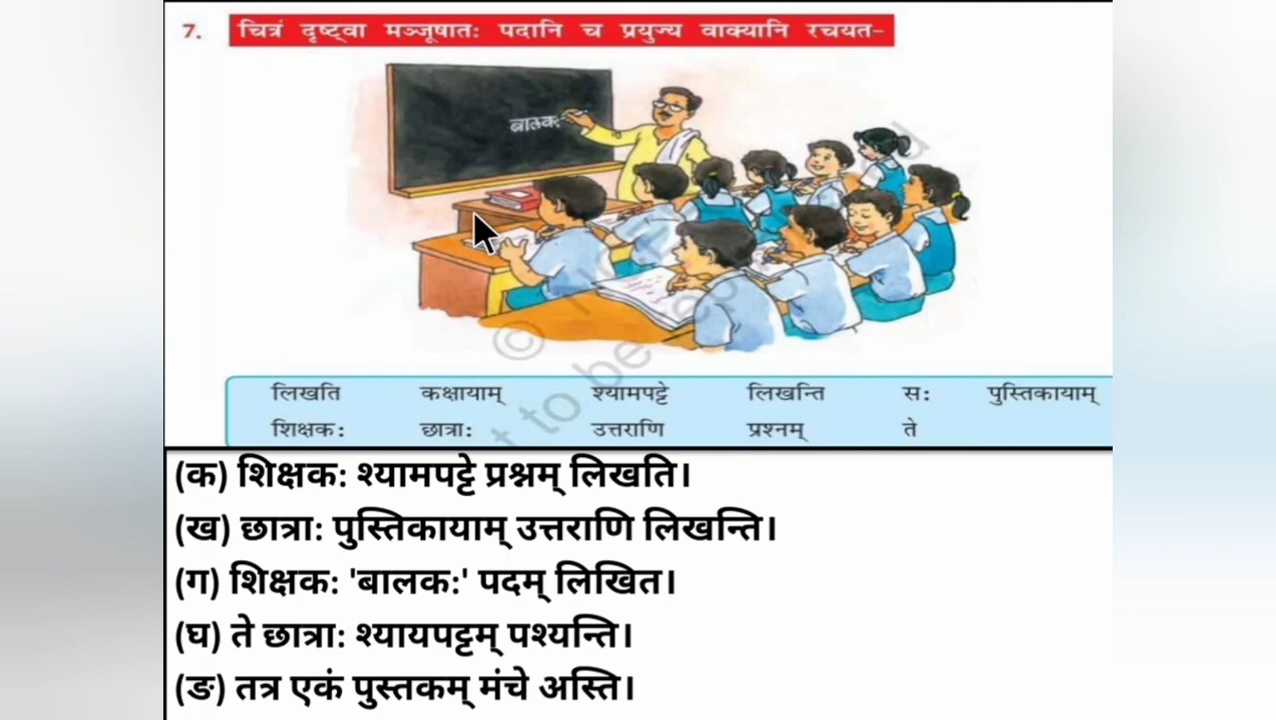 7. चित्रं दृष्ट्वा मञ्जूषातः पदानि च प्रयुज्य वाक्यानि रचयत-
बालकः
लिखति कक्षायाम् श्यामपट्टे लिखन्ति सः पुस्तिकायाम्
शिक्षकः छात्राः उत्तराणि प्रश्नम् ते
(क) शिक्षकः श्यामपट्टे प्रश्नम् लिखति।
(ख) छात्राः पुस्तिकायाम् उत्तराणि लिखन्ति।
(ग) शिक्षकः 'बालकः' पदम् लिखित।
(घ) ते छात्राः श्यायपट्टम् पश्यन्ति।
(ङ) तत्र एकं पुस्तकम् मंचे अस्ति।